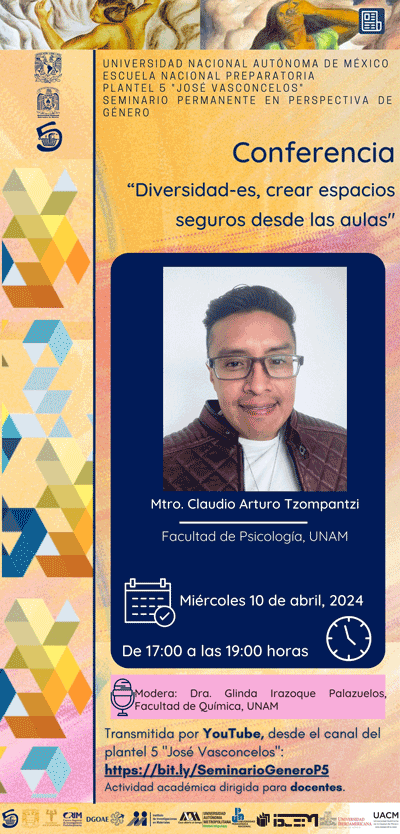 UNIVERSIDAD NACIONAL AUTÓNOMA DE MÉXICO
ESCUELA NACIONAL PREPARATORIA
PLANTEL 5 "JOSÉ VASCONCELOS"
SEMINARIO PERMANENTE EN PERSPECTIVA DE
GÉNERO
Conferencia
“Diversidad-es, crear espacios
seguros desde las aulas"
Mtro. Claudio Arturo Tzompantzi
Facultad de Psicología, UNAM
Miércoles 10 de abril, 2024
De 17:00 a las 19:00 horas
Modera: Dra. Glinda Irazoque Palazuelos,
Facultad de Química, UNAM
Transmitida por YouTube, desde el canal del
plantel 5 "José Vasconcelos":
https://bit.ly/SeminarioGeneroP5
Actividad académica dirigida para docentes.
DGOAE
UACM